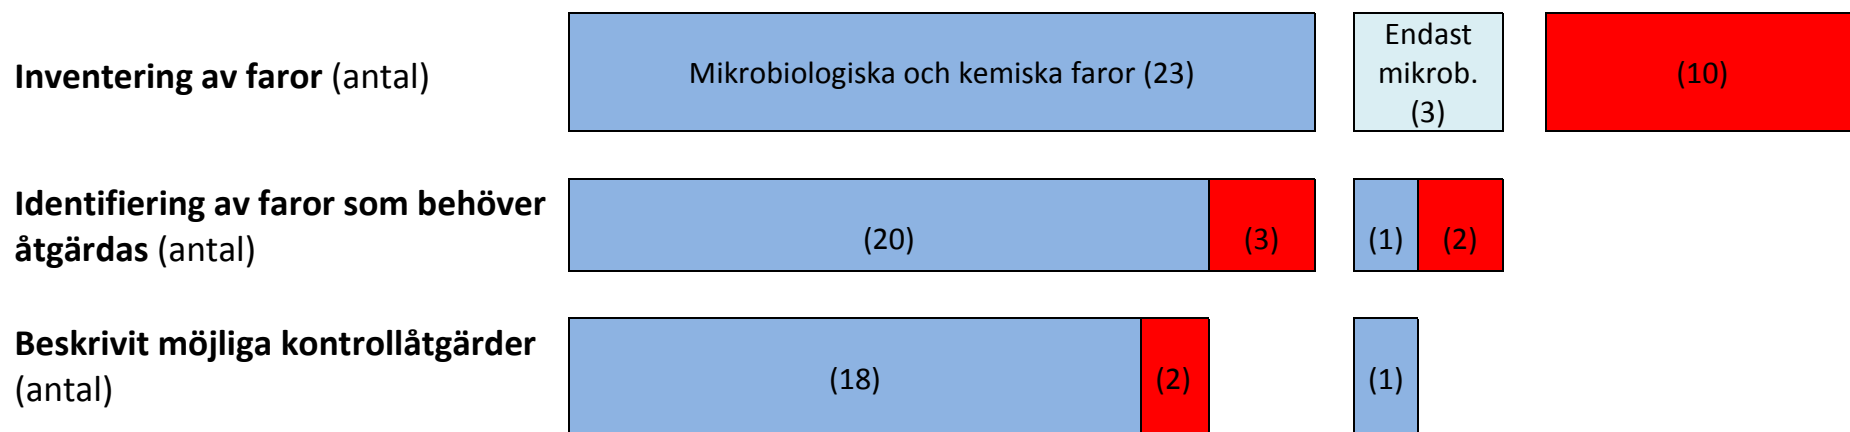 Inventering av faror (antal)
Mikrobiologiska och kemiska faror (23)
Endast
mikrob.
(3)
(10)
Identifiering av faror som behöver
åtgärdas (antal)
(20)
(3)
(1)
(2)
Beskrivit möjliga kontrollåtgärder
(antal)
(18)
(2)
(1)